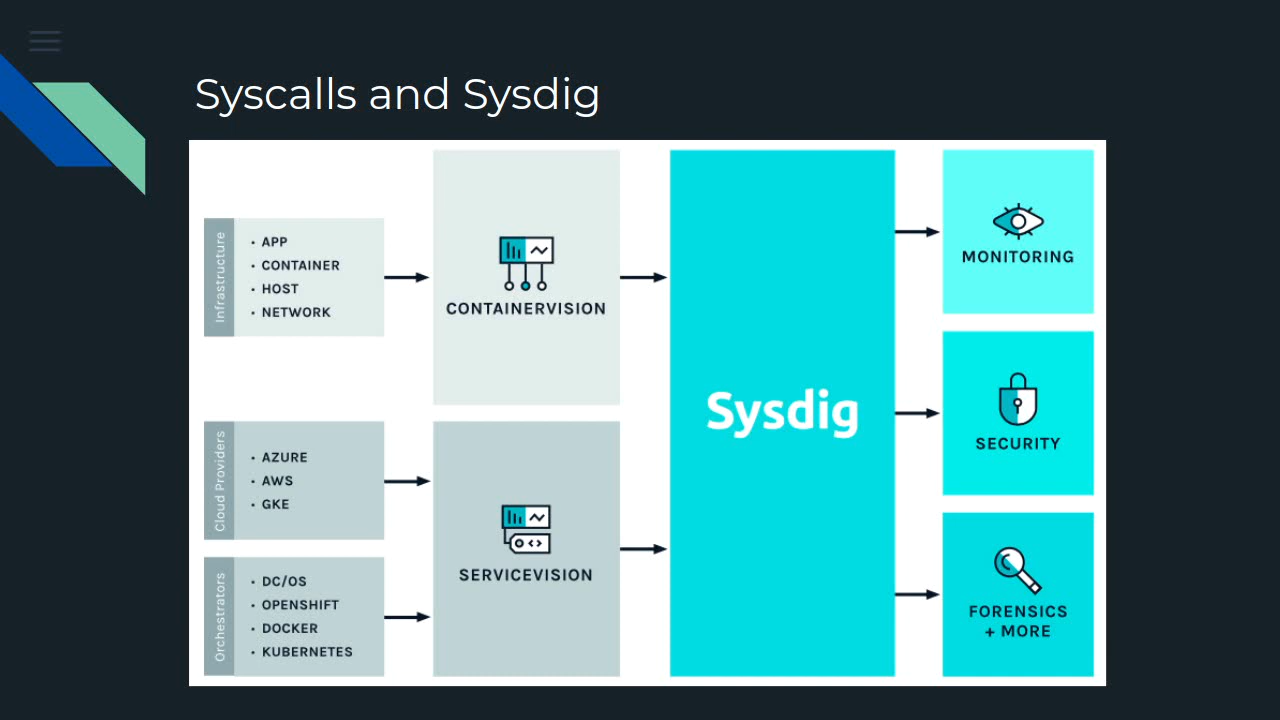 Syscalls and Sysdig
Infrastructure
• APP
• CONTAINER
• HOST
• NETWORK
CONTAINERVISION
Cloud Providers
• AZURE
• AWS
• GKE
Orchestrators
• DC/OS
• OPENSHIFT
• DOCKER
• KUBERNETES
SERVICEVISION
Sysdig
MONITORING
SECURITY
FORENSICS
+ MORE